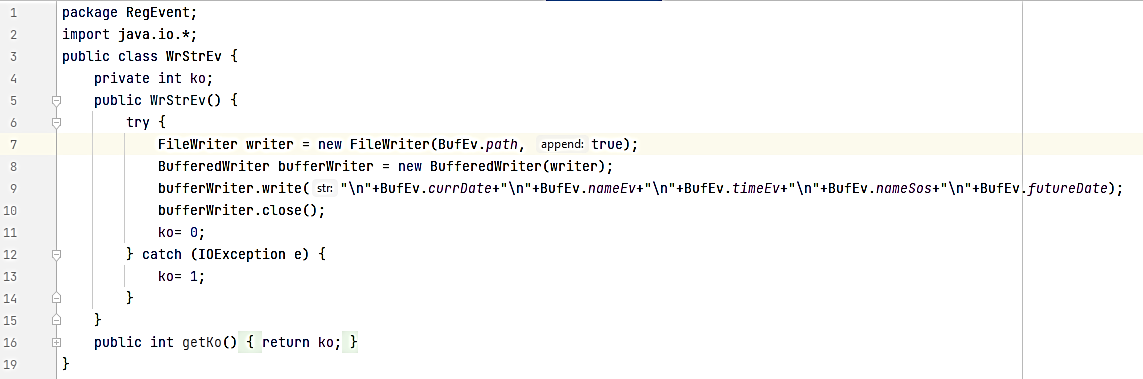 1 package RegEvent;
2 import java.io.*;
3 public class WrStrEv {
4     private int ko;
5     public WrStrEv() {
6         try {
7             FileWriter writer = new FileWriter(BufEv.path, append: true);
8             BufferedWriter bufferWriter = new BufferedWriter(writer);
9             bufferWriter.write( str: "\n"+BufEv.currDate+"\n"+BufEv.nameEv+"\n"+BufEv.timeEv+"\n"+BufEv.nameSos+"\n"+BufEv.futureDate);
10             bufferWriter.close();
11             ko= 0;
12         } catch (IOException e) {
13             ko= 1;
14         }
15     }
16     public int getKo() { return ko; }
19 }